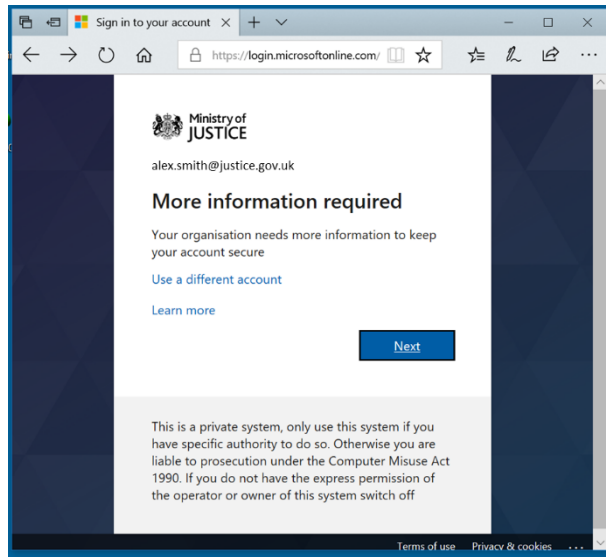 Sign in to your account
https://login.microsoftonline.com/
Ministry of
JUSTICE
alex.smith@justice.gov.uk
More information required
Your organisation needs more information to keep
your account secure
Use a different account
Learn more
Next
This is a private system, only use this system if you
have specific authority to do so. Otherwise you are
liable to prosecution under the Computer Misuse Act
1990. If you do not have the express permission of
the operator or owner of this system switch off
Terms of use Privacy & cookies ...